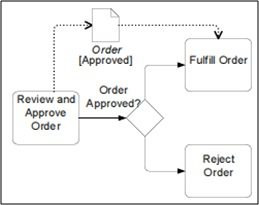 Order
[Approved]
Fulfill Order
Order
Approved?
Review and
Approve
Order
Reject
Order